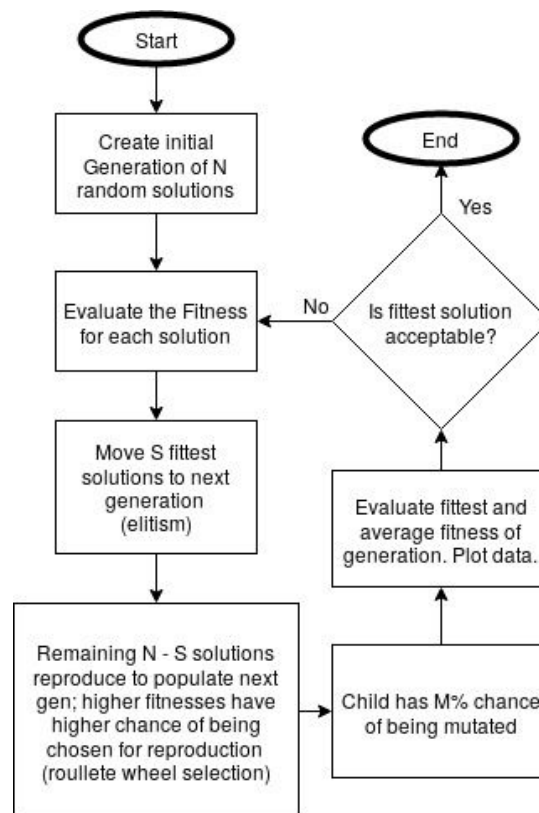 Start
Create initial
Generation of N
random solutions
Evaluate the Fitness
for each solution
Move S fittest
solutions to next
generation
(elitism)
Remaining N - S solutions
reproduce to populate next
gen; higher fitnesses have
higher chance of being
chosen for reproduction
(roullete wheel selection)
Child has M% chance
of being mutated
Evaluate fittest and
average fitness of
generation. Plot data.
Is fittest solution
acceptable?
No
Yes
End